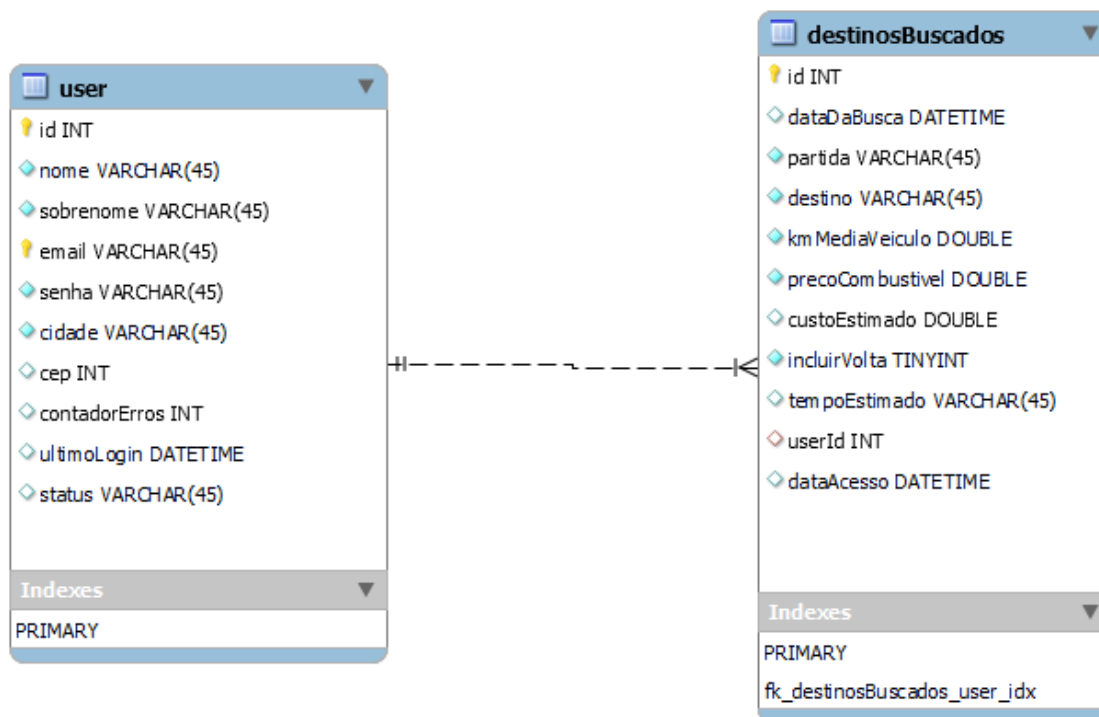 user
id INT
nome VARCHAR(45)
sobrenome VARCHAR(45)
email VARCHAR(45)
senha VARCHAR(45)
cidade VARCHAR(45)
cep INT
contadorErros INT
ultimoLogin DATETIME
status VARCHAR(45)
Indexes
PRIMARY
destinosBuscados
id INT
dataDaBusca DATETIME
partida VARCHAR(45)
destino VARCHAR(45)
kmMediaVeiculo DOUBLE
precoCombustivel DOUBLE
custoEstimado DOUBLE
incluirVolta TINYINT
tempoEstimado VARCHAR(45)
userId INT
dataAcesso DATETIME
Indexes
PRIMARY
fk_destinosBuscados_user_idx